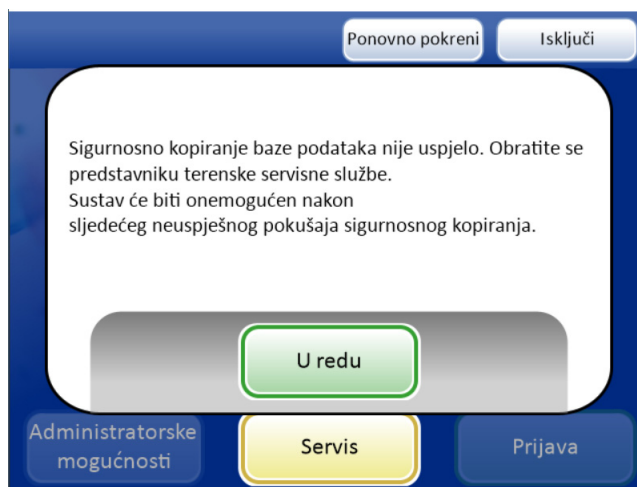 Ponovno pokreni
Isključi
Sigurnosno kopiranje baze podataka nije uspjelo. Obratite se
predstavniku terenske servisne službe.
Sustav će biti onemogućen nakon
sljedećeg neuspješnog pokušaja sigurnosnog kopiranja.
U redu
Administratorske
mogućnosti
Servis
Prijava